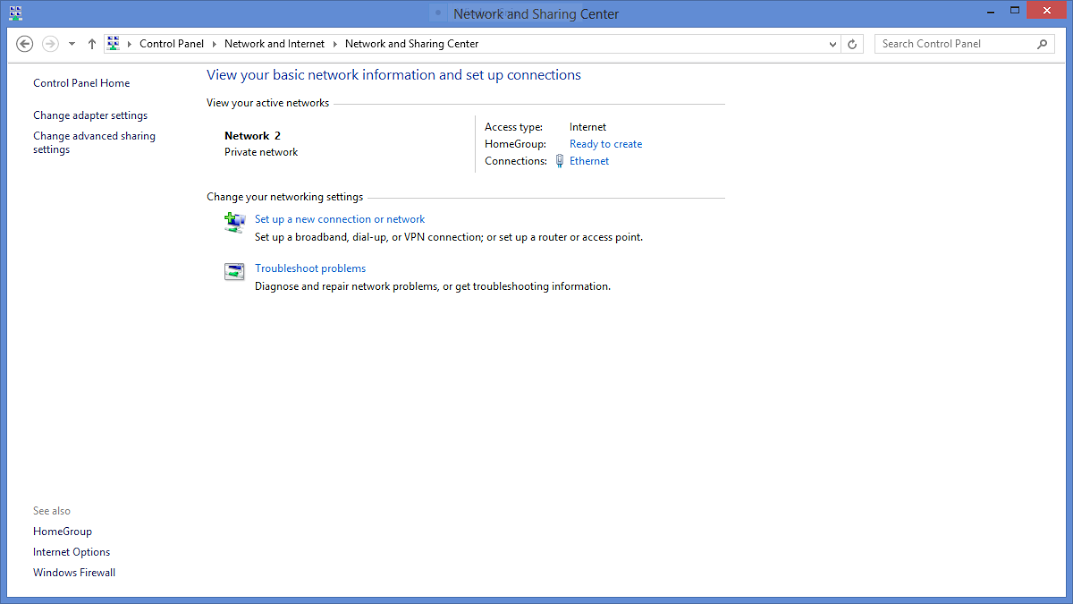 Network and Sharing Center
Control Panel Network and Internet Network and Sharing Center
Search Control Panel
Control Panel Home
Change adapter settings
Change advanced sharing
settings
View your basic network information and set up connections
View your active networks
Network 2
Private network
Access type: Internet
HomeGroup: Ready to create
Connections: Ethernet
Change your networking settings
Set up a new connection or network
Set up a broadband, dial-up, or VPN connection; or set up a router or access point.
Troubleshoot problems
Diagnose and repair network problems, or get troubleshooting information.
See also
HomeGroup
Internet Options
Windows Firewall